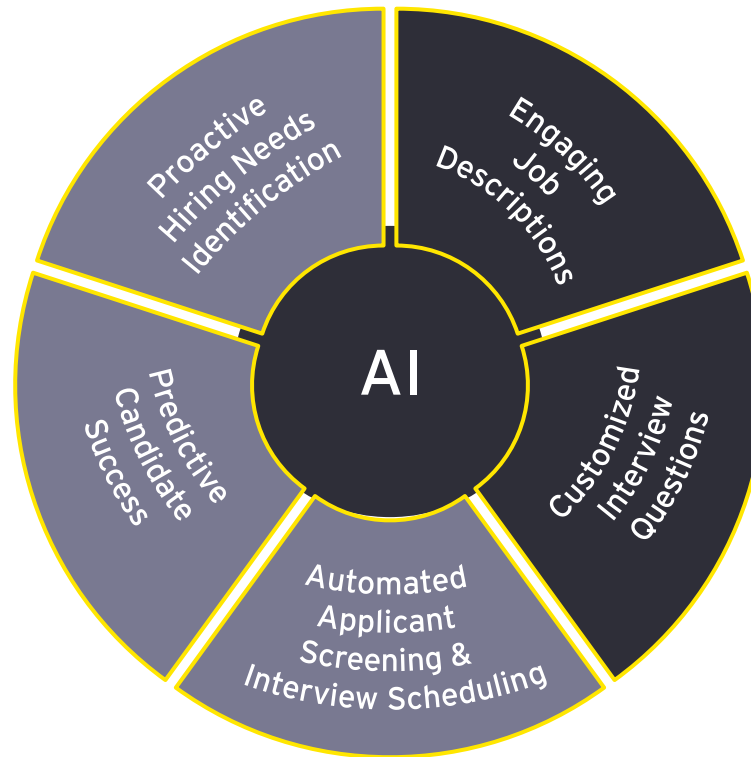 Proactive
Hiring Needs
Identification
Engaging
Job
Descriptions
AI
Predictive
Candidate
Success
Customized
Interview
Questions
Automated
Applicant
Screening &
Interview Scheduling